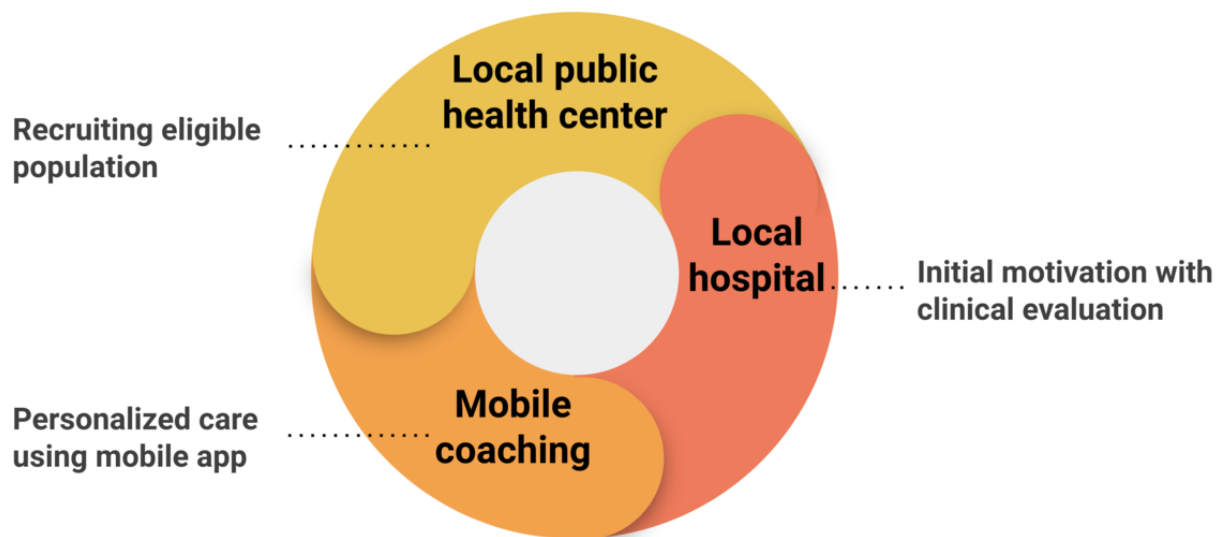 Local public
health center
Recruiting eligible
population
Local
hospital
Initial motivation with
clinical evaluation
Mobile
coaching
Personalized care
using mobile app